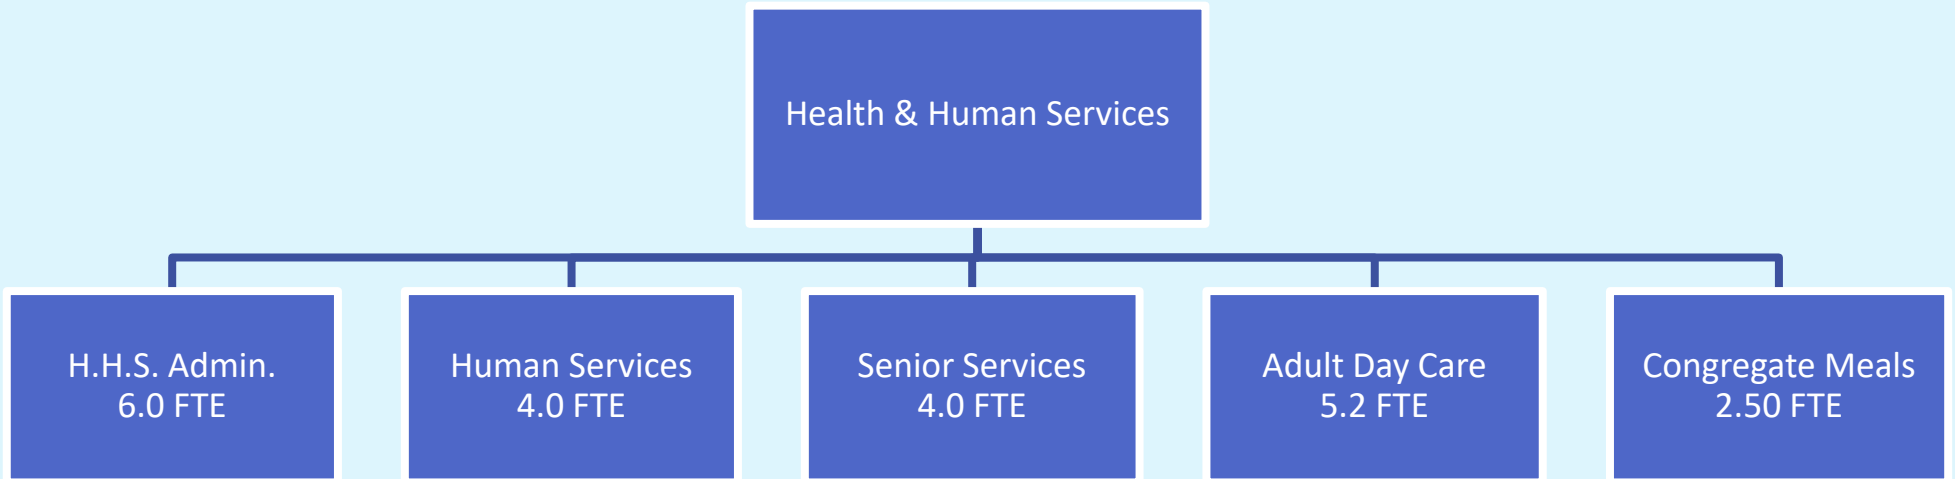 Health & Human Services
H.H.S. Admin.
6.0 FTE
Human Services
4.0 FTE
Senior Services
4.0 FTE
Adult Day Care
5.2 FTE
Congregate Meals
2.50 FTE